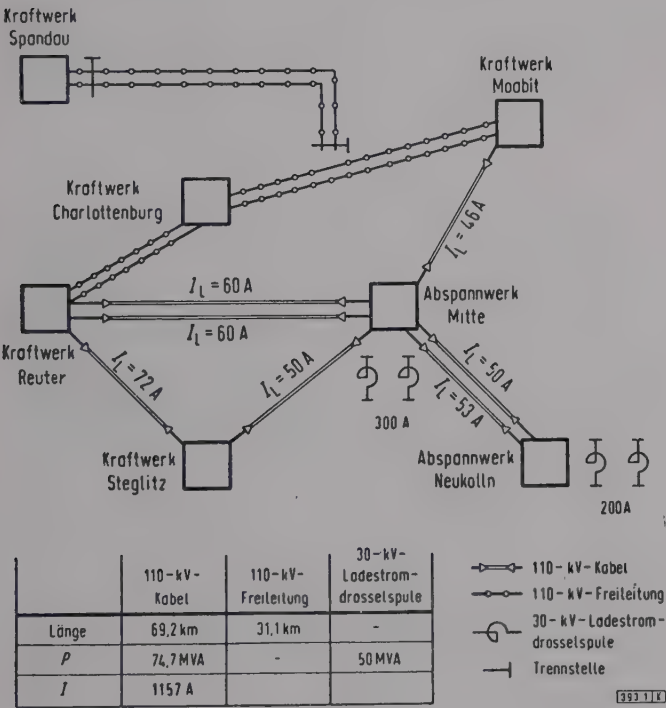 Kraftwerk
Spandau
Kraftwerk
Moabit
Kraftwerk
Charlottenburg
I_L = 46 A
I_L = 60 A
I_L = 60 A
Abspannwerk
Mitte
Kraftwerk
Reuter
I_L = 72 A
I_L = 50 A
300 A
I_L = 50 A
I_L = 53 A
Kraftwerk
Steglitz
Abspannwerk
Neukolln
200A
110-kV-
Kabel
110-kV-
Freileitung
30-kV-
Ladestrom-
drosselspule
Länge 69,2 km 31,1 km -
P 74,7 MVA - 50 MVA
I 1157 A
110-kV-Kabel
110-kV-Freileitung
30-kV-Ladestrom-
drosselspule
Trennstelle